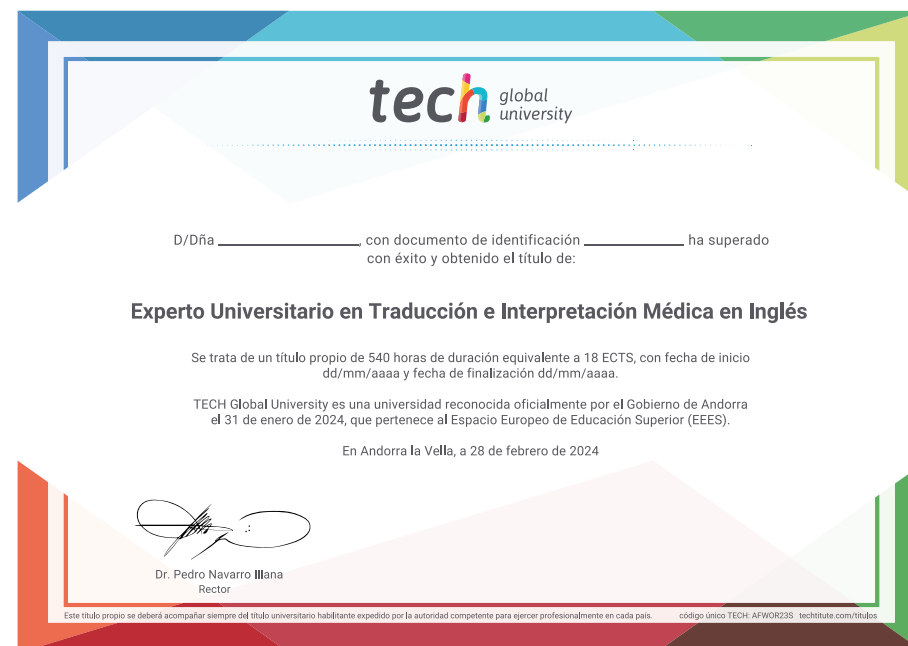 tech global
university
D/Dña ____________________, con documento de identificación ______________ ha superado
con éxito y obtenido el título de:
Experto Universitario en Traducción e Interpretación Médica en Inglés
Se trata de un título propio de 540 horas de duración equivalente a 18 ECTS, con fecha de inicio
dd/mm/aaaa y fecha de finalización dd/mm/aaaa.
TECH Global University es una universidad reconocida oficialmente por el Gobierno de Andorra
el 31 de enero de 2024, que pertenece al Espacio Europeo de Educación Superior (EEES).
En Andorra la Vella, a 28 de febrero de 2024
Dr. Pedro Navarro Illana
Rector
Este título propio se deberá acompañar siempre del título universitario habilitante expedido por la autoridad competente para ejercer profesionalmente en cada país. código único TECH: AFWOR23S techtitute.com/titulos